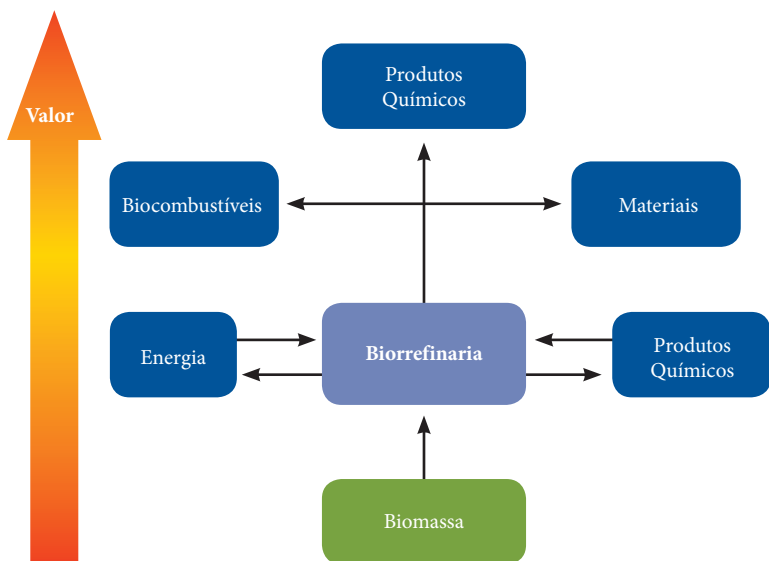 Produtos
Químicos
Valor
Biocombustíveis
Materiais
Energia
Biorrefinaria
Produtos
Químicos
Biomassa